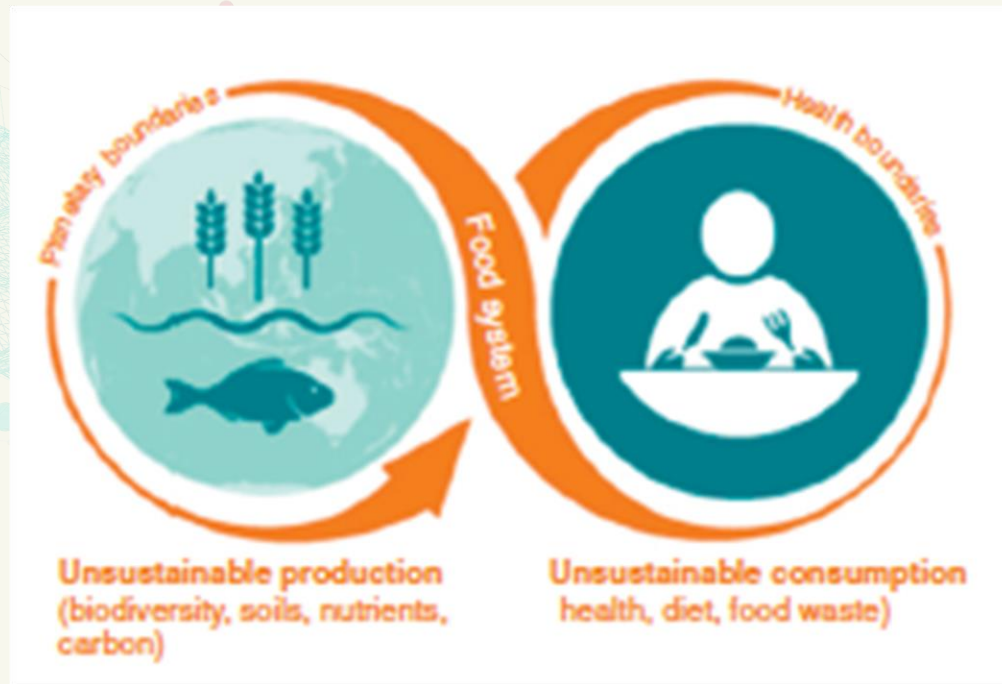 Planetary boundaries
Health boundaries
Food system
Unsustainable production
(biodiversity, soils, nutrients,
carbon)
Unsustainable consumption
health, diet, food waste)